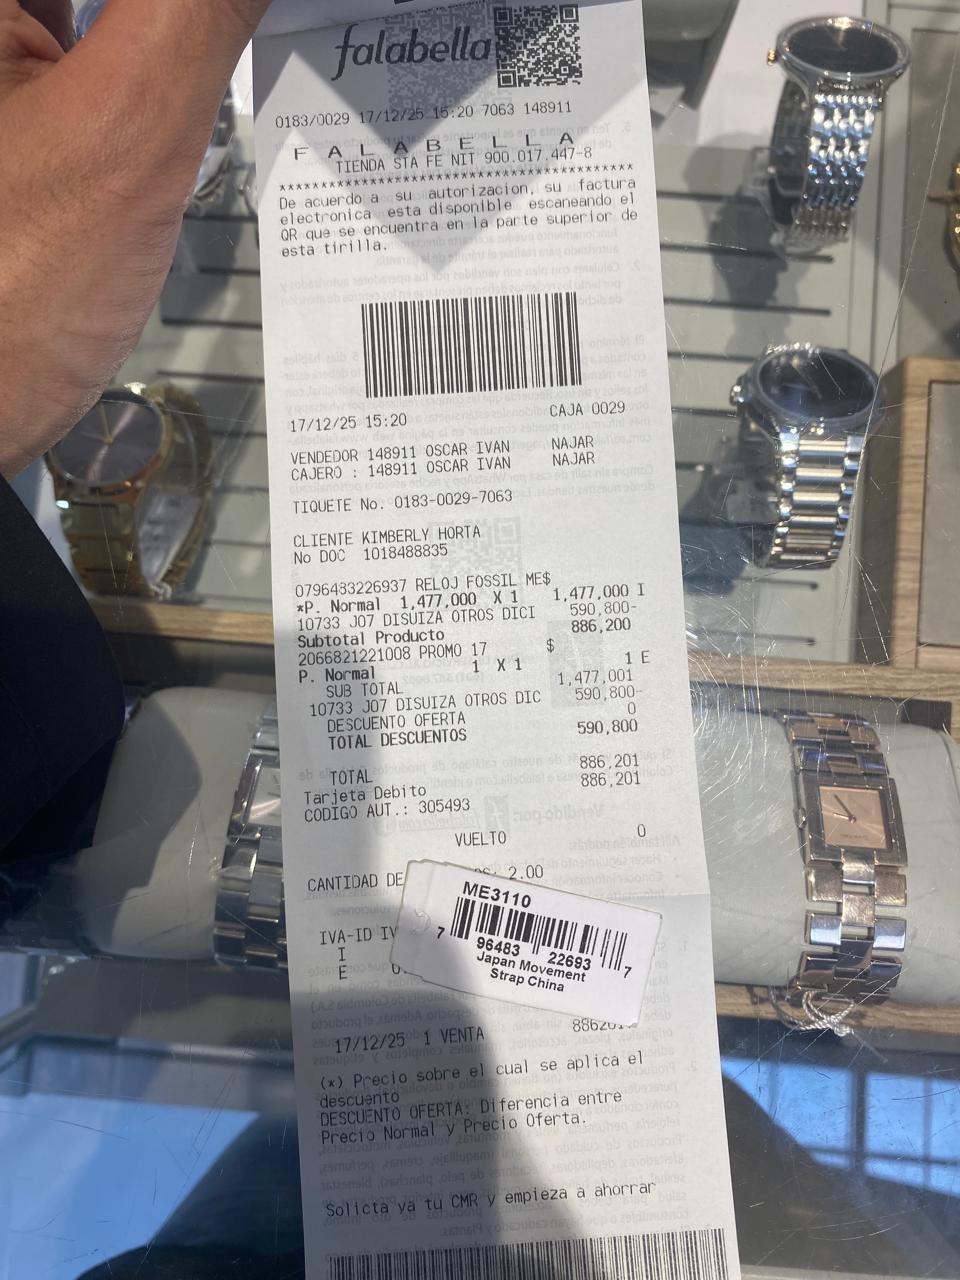 falabella
0183/0029 17/12/25 15:20 7063 148911
F A L A B E L L A
TIENDA STA FE NIT 900.017.447-8
****************************************
De acuerdo a su autorizacion, su factura
electronica esta disponible escaneando el
QR que se encuentra en la parte superior de
esta tirilla.
17/12/25 15:20 CAJA 0029
VENDEDOR 148911 OSCAR IVAN NAJAR
CAJERO : 148911 OSCAR IVAN NAJAR
TIQUETE No. 0183-0029-7063
CLIENTE KIMBERLY HORTA
No DOC 1018488835
0796483226937 RELOJ FOSSIL ME$
*P. Normal 1,477,000 X 1 1,477,000 I
10733 J07 DISUIZA OTROS DICI 590,800-
Subtotal Producto 886,200
2066821221008 PROMO 17 $
P. Normal 1 X 1 1 E
SUB TOTAL 1,477,001
10733 J07 DISUIZA OTROS DIC 590,800-
DESCUENTO OFERTA 0
TOTAL DESCUENTOS 590,800
TOTAL 886,201
Tarjeta Debito 886,201
CODIGO AUT.: 305493
VUELTO 0
CANTIDAD DE 2.00
IVA-ID
I
E
ME3110
7 96483 22693 7
Japan Movement
Strap China
17/12/25 1 VENTA
(*) Precio sobre el cual se aplica el
descuento
DESCUENTO OFERTA: Diferencia entre
Precio Normal y Precio Oferta.
Solicita ya tu CMR y empieza a ahorrar